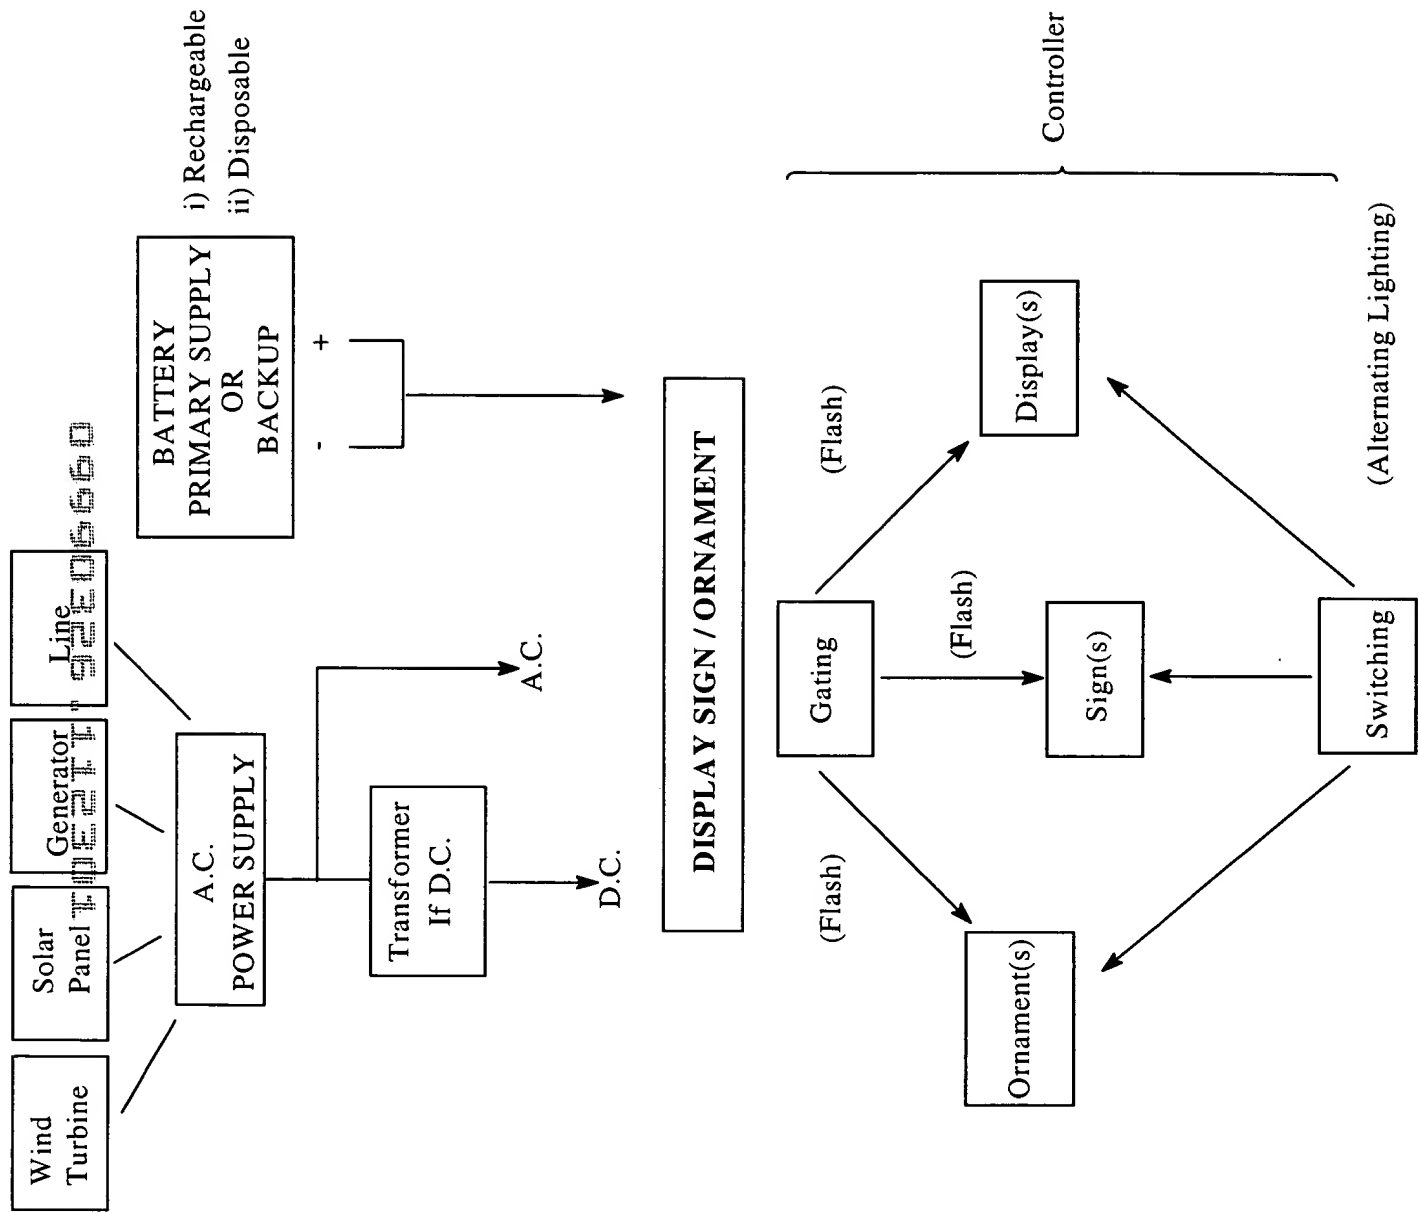 Wind
Turbine
Solar
Panel
Generator
Line
A.C.
POWER SUPPLY
BATTERY
PRIMARY SUPPLY
OR
BACKUP
i) Rechargeable
ii) Disposable
- +
Transformer
If D.C.
A.C.
D.C.
DISPLAY SIGN / ORNAMENT
Gating
(Flash)
(Flash)
(Flash)
Ornament(s)
Sign(s)
Display(s)
Controller
Switching
(Alternating Lighting)